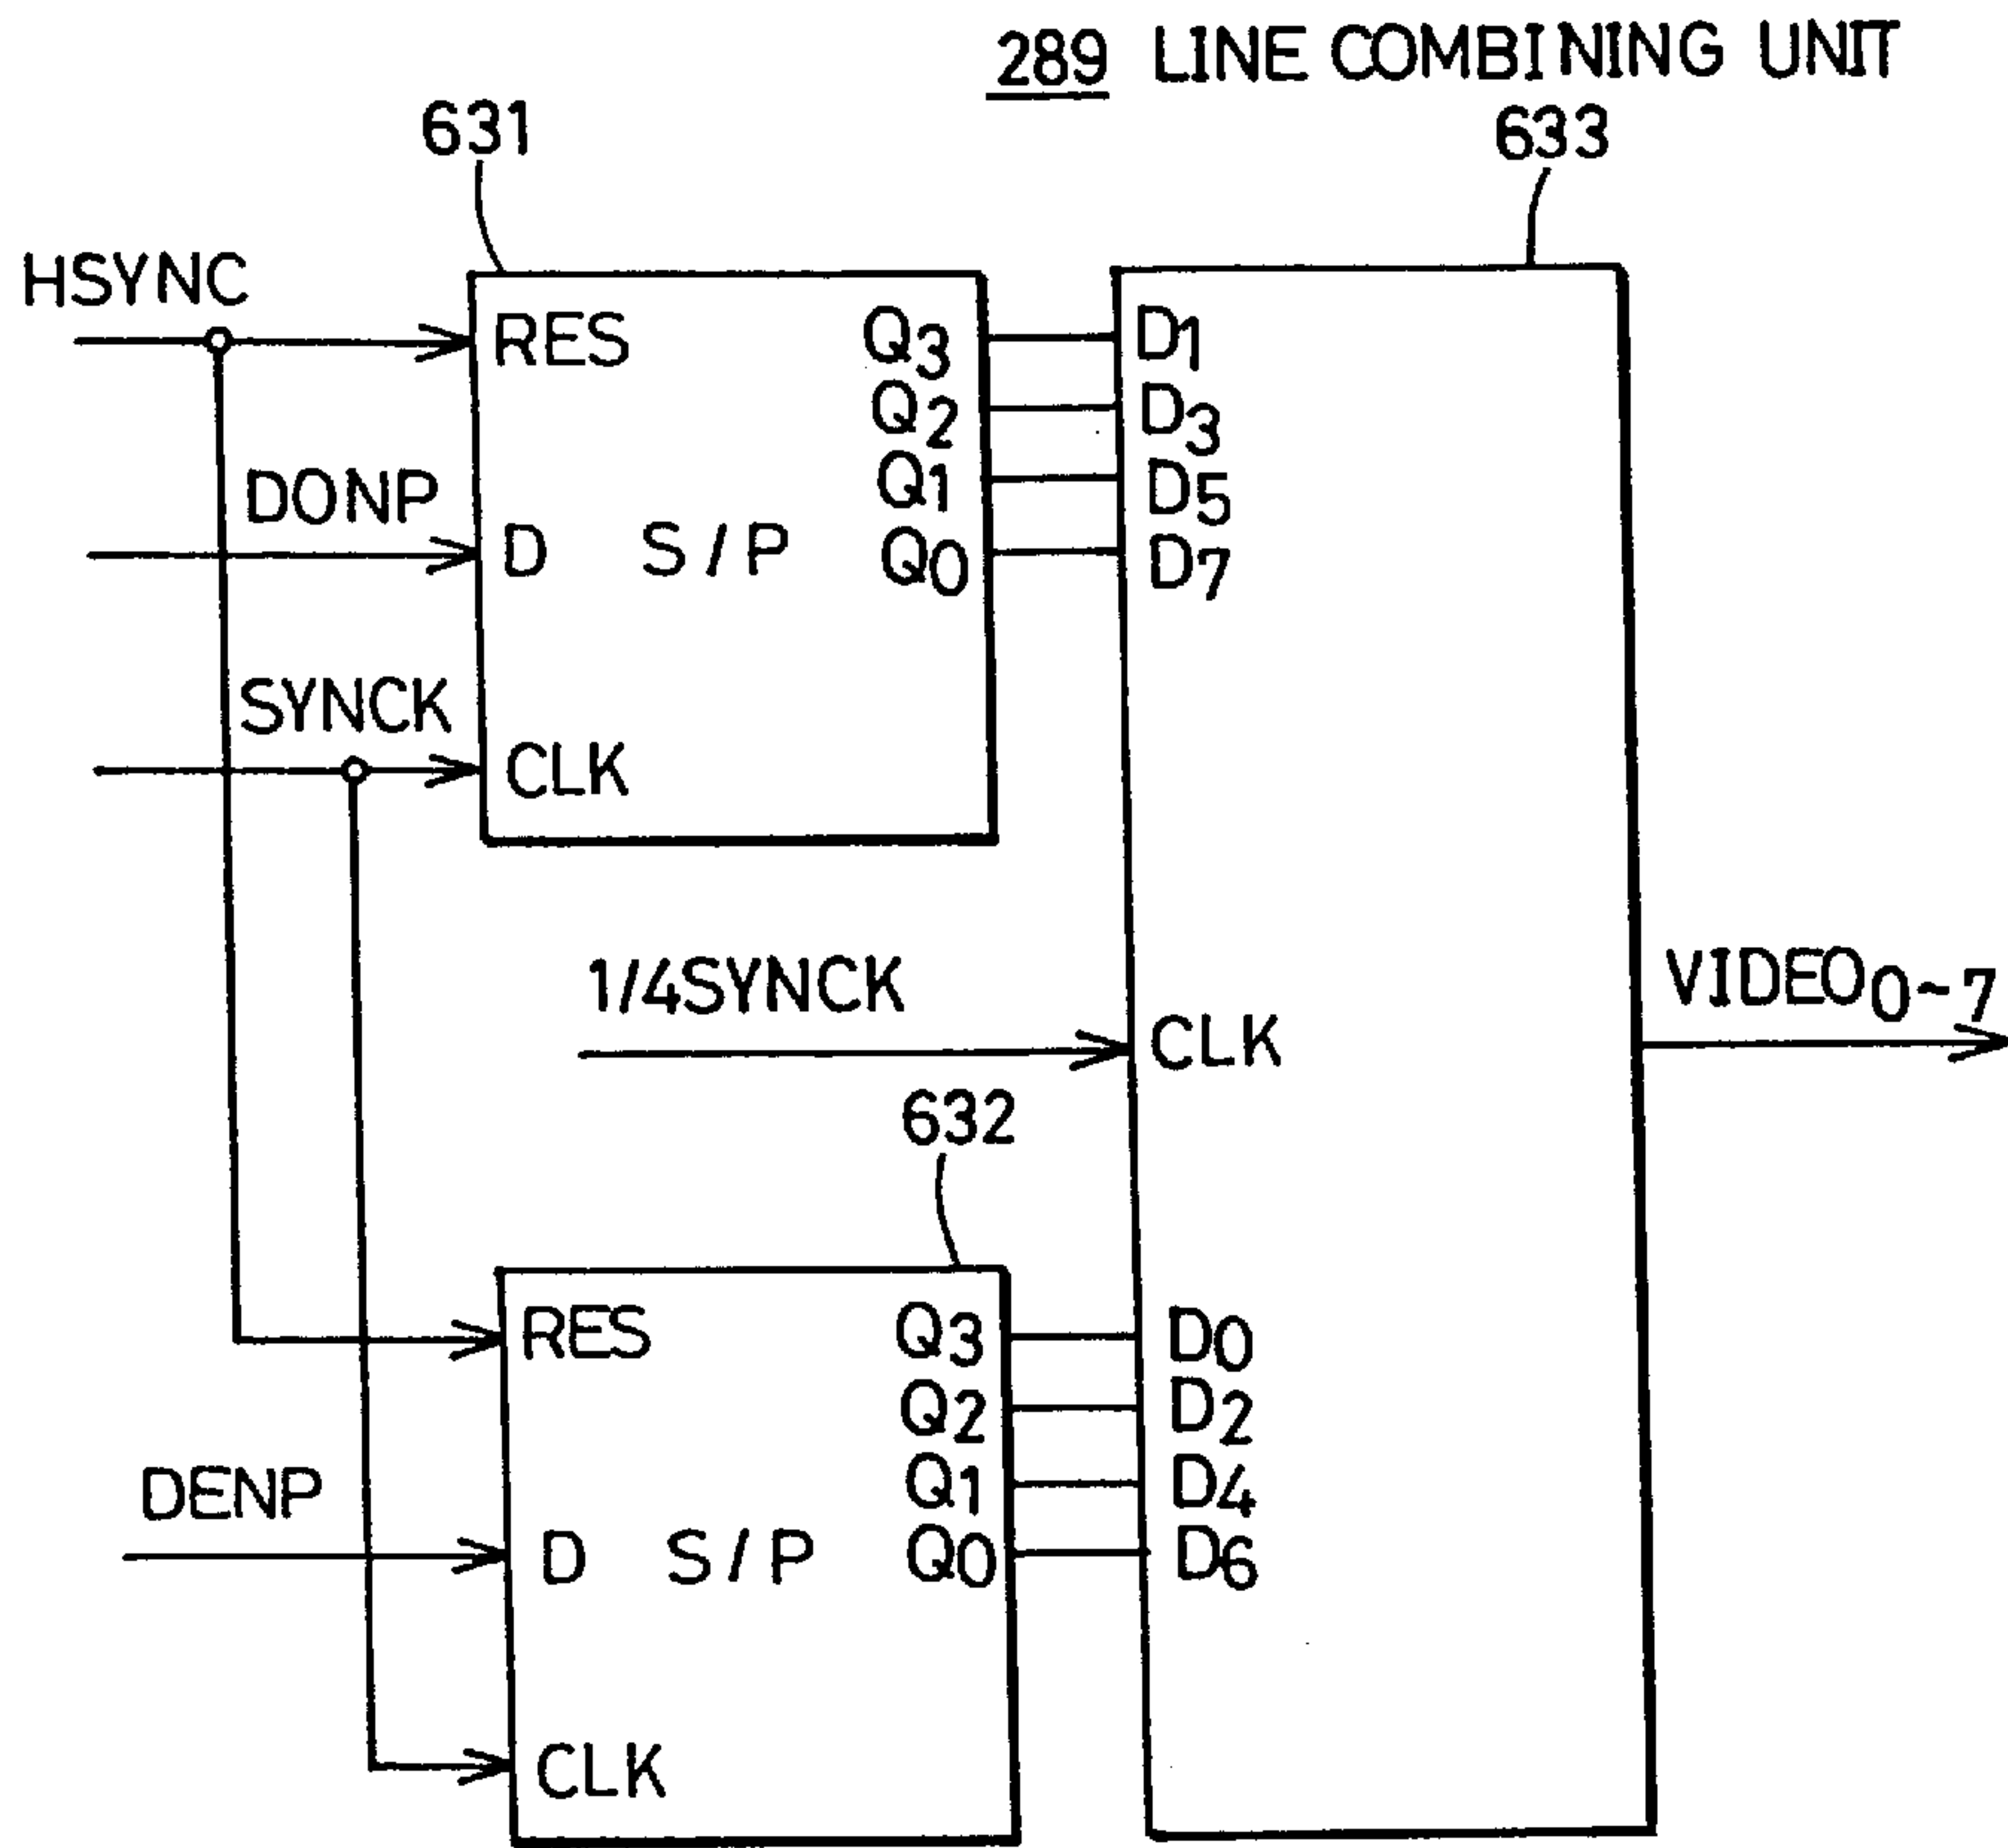 289 LINE COMBINING UNIT
631
633
HSYNC
RES
Q3
D1
Q2
D3
Q1
D5
DONP
D S/P
Q0
D7
SYNCK
CLK
1/4SYNCK
CLK
VIDEO0~7
632
RES
Q3
D0
Q2
D2
Q1
D4
DENP
D S/P
Q0
D6
CLK